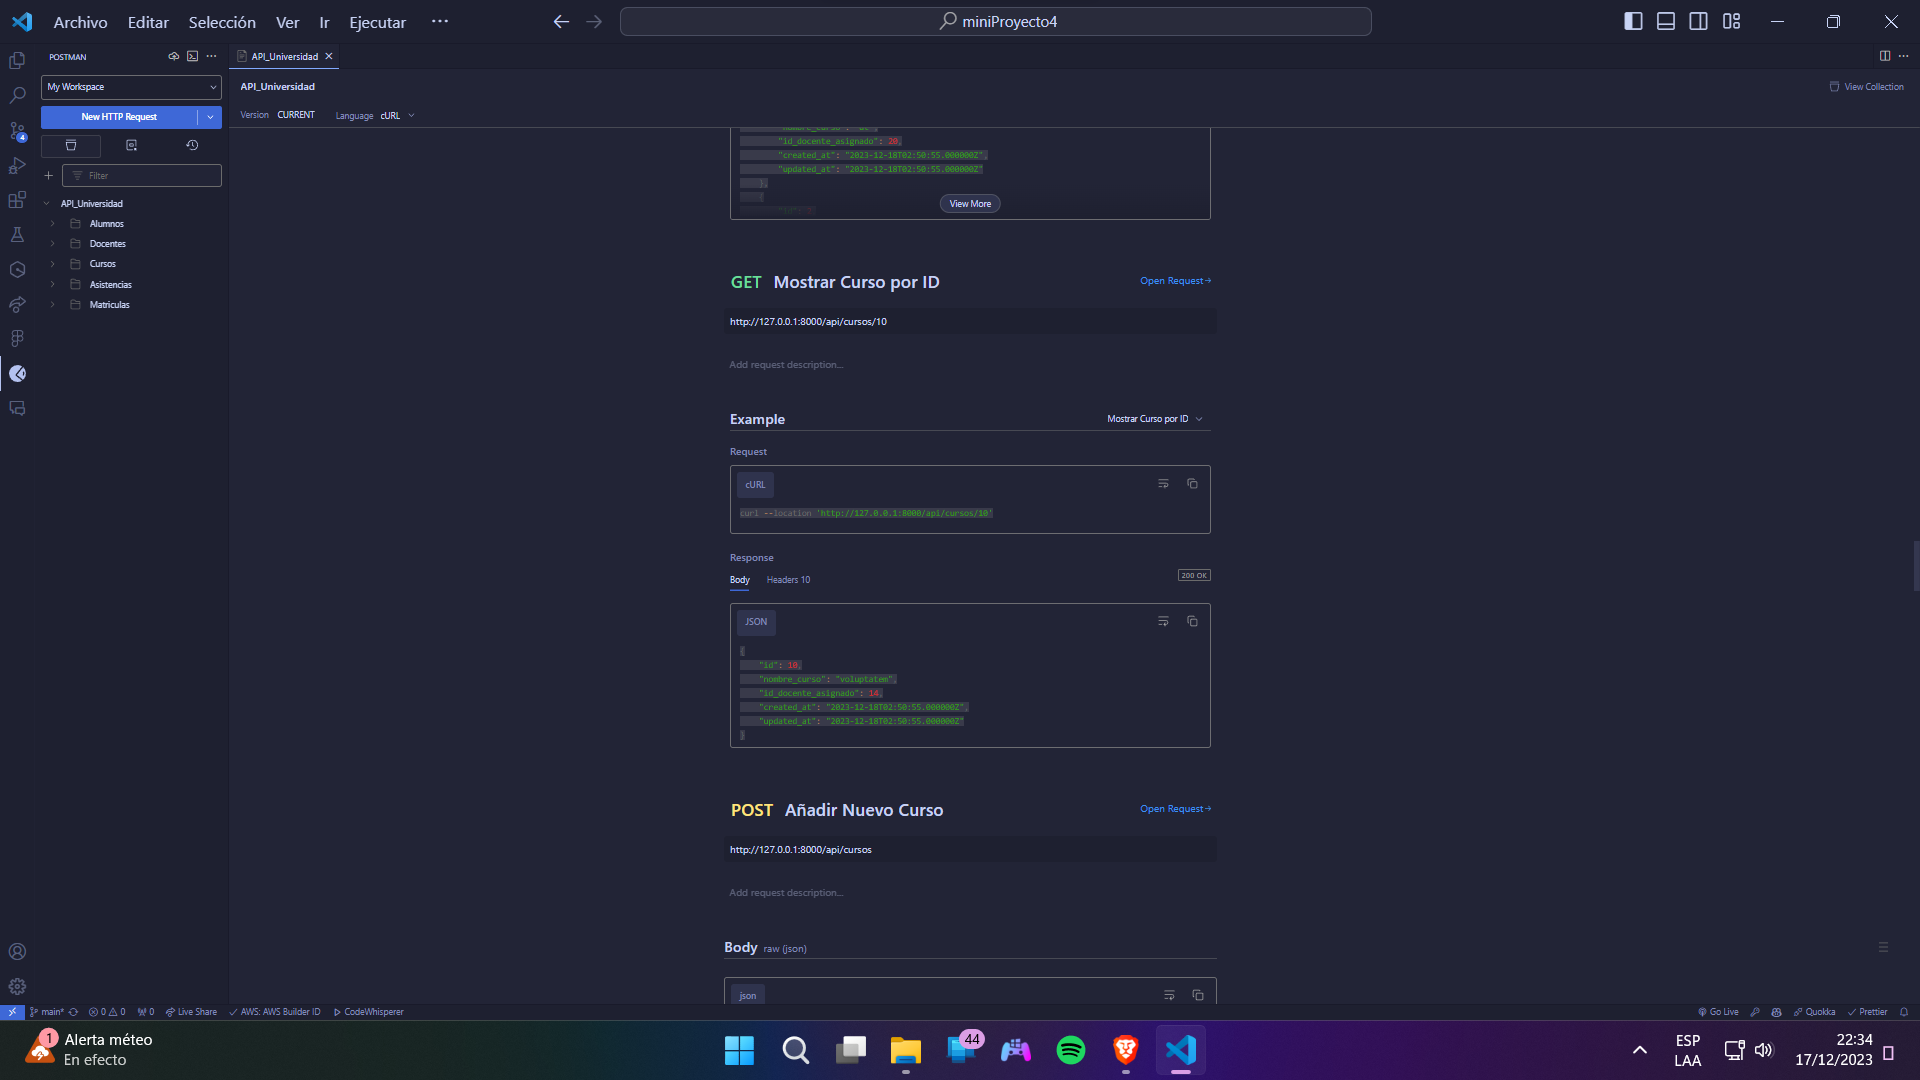 Archivo Editar Selección Ver Ir Ejecutar ···
miniProyecto4
POSTMAN
API_Universidad
My Workspace
API_Universidad
View Collection
New HTTP Request
Version CURRENT Language cURL
4
Filter
API_Universidad
Alumnos
Docentes
Cursos
Asistencias
Matriculas
"id_docente_asignado": 20,
"created_at": "2023-12-18T02:50:55.000000Z",
"updated_at": "2023-12-18T02:50:55.000000Z"
},
{
View More
GET Mostrar Curso por ID
Open Request→
http://127.0.0.1:8000/api/cursos/10
Add request description...
Example
Mostrar Curso por ID
Request
cURL
curl --location 'http://127.0.0.1:8000/api/cursos/10'
Response
Body Headers 10
200 OK
JSON
{
"id": 10,
"nombre_curso": "voluptatem",
"id_docente_asignado": 14,
"created_at": "2023-12-18T02:50:55.000000Z",
"updated_at": "2023-12-18T02:50:55.000000Z"
}
POST Añadir Nuevo Curso
Open Request→
http://127.0.0.1:8000/api/cursos
Add request description...
Body raw (json)
json
main* 0 0 0 Live Share AWS: AWS Builder ID CodeWhisperer
Go Live Quokka Prettier
1
Alerta méteo
En efecto
44
ESP
LAA
22:34
17/12/2023